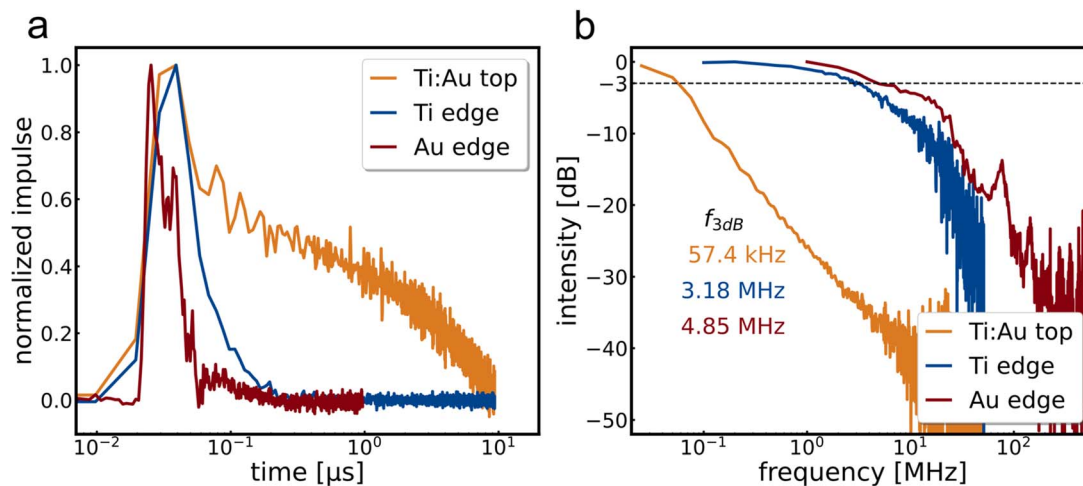 a
normalized impulse
1.0
0.8
0.6
0.4
0.2
0.0
Ti:Au top
Ti edge
Au edge
10⁻²
10⁻¹
10⁰
10¹
time [µs]
b
intensity [dB]
0
−3
−10
−20
−30
−40
−50
f3dB
57.4 kHz
3.18 MHz
4.85 MHz
Ti:Au top
Ti edge
Au edge
10⁻¹
10⁰
10¹
10²
frequency [MHz]